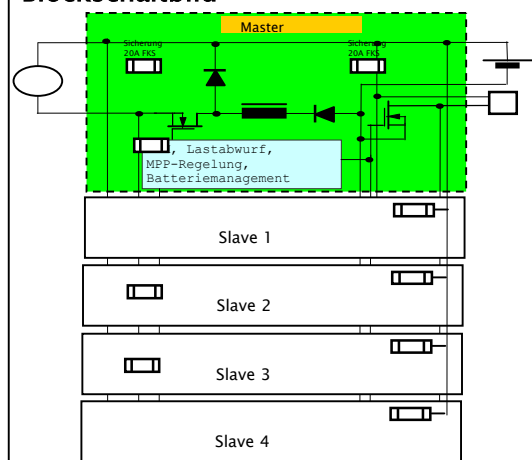 Blockschaltbild
Master
Sicherung
20A FKS
Sicherung
20A FKS
, Lastabwurf,
MPP-Regelung,
Batteriemanagement
Slave 1
Slave 2
Slave 3
Slave 4